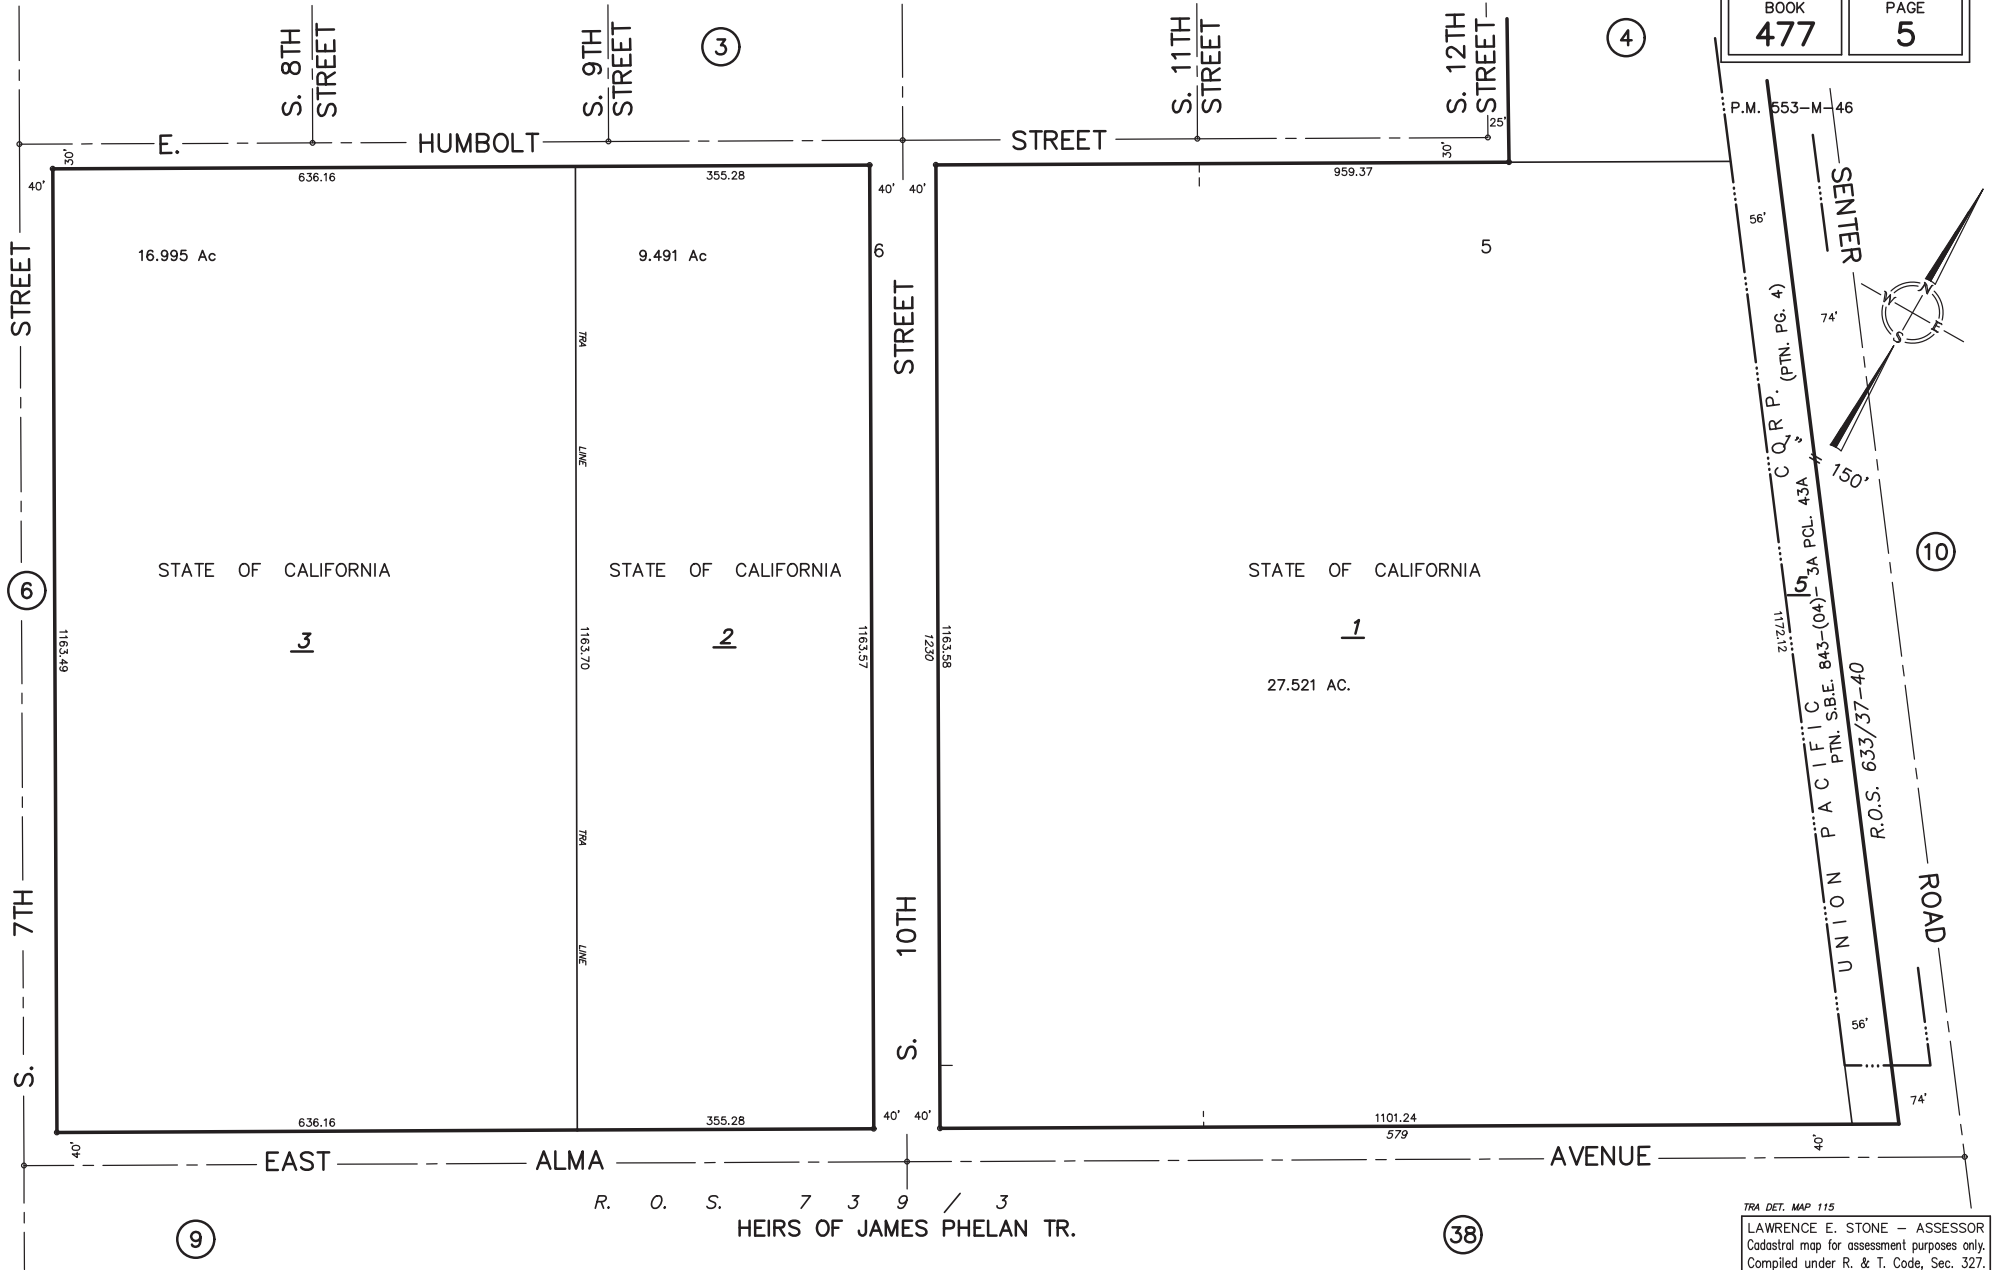 BOOK
477
PAGE
5
S. 8TH
STREET
S. 9TH
STREET
3
S. 11TH
STREET
S. 12TH
STREET
4
25'
P.M. 553-M-46
E. HUMBOLT STREET
30'
30'
40'
636.16
355.28
40' 40'
959.37
56'
SENTER
16.995 Ac
9.491 Ac
6
5
STREET
STREET
TRA
LINE
N
W
E
S
74'
(PTN. PG. 4)
1" = 150'
STATE OF CALIFORNIA
STATE OF CALIFORNIA
STATE OF CALIFORNIA
6
10
3
2
1
5
27.521 AC.
1163.49
1163.70
1163.57
1230
1163.58
1172.12
UNION PACIFIC CORP.
PTN. S.B.E. 843-(04)-3A PCL. 43A
R.O.S. 633/37-40
TRA
LINE
S. 7TH
S. 10TH
ROAD
56'
74'
636.16
355.28
40' 40'
1101.24
579
40'
40'
EAST ALMA AVENUE
R. O. S. 7 3 9 / 3
HEIRS OF JAMES PHELAN TR.
9
38
TRA DET. MAP 115
LAWRENCE E. STONE - ASSESSOR
Cadastral map for assessment purposes only.
Compiled under R. & T. Code, Sec. 327.